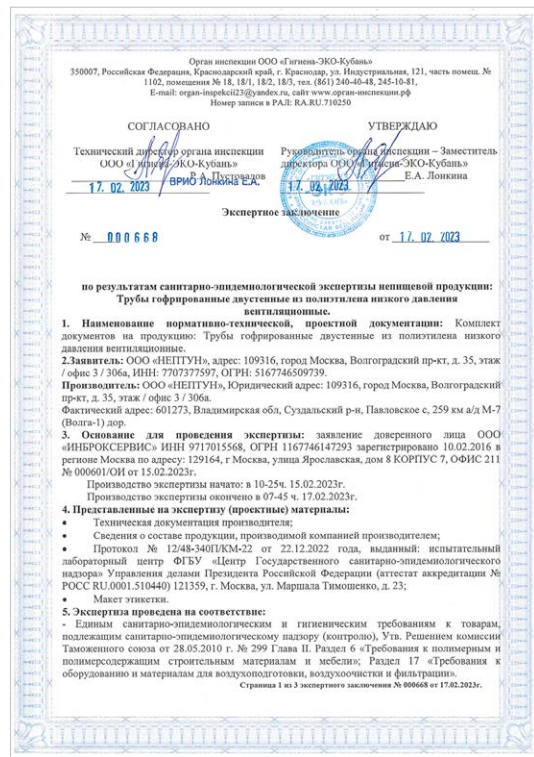 Орган инспекции ООО «Гигиена-ЭКО-Кубань»
350007, Российская Федерация, Краснодарский край, г. Краснодар, ул. Индустриальная, 121, часть помещ. №
1102, помещения № 18, 18/1, 18/2, 18/3, тел. (861) 240-40-48, 245-10-81,
E-mail: organ-inspekcii23@yandex.ru, сайт www.орган-инспекции.рф
Номер записи в РАЛ: RA.RU.710250
СОГЛАСОВАНО
Технический директор органа инспекции
ООО «Гигиена-ЭКО-Кубань»
Р.А. Пустовалов
17. 02. 2023 ВРИО Лонкина Е.А.
УТВЕРЖДАЮ
Руководитель органа инспекции – Заместитель
директора ООО «Гигиена-ЭКО-Кубань»
Е.А. Лонкина
17. 02. 2023
Экспертное заключение
№ 000668 от 17. 02. 2023
по результатам санитарно-эпидемиологической экспертизы непищевой продукции:
Трубы гофрированные двустенные из полиэтилена низкого давления
вентиляционные.
1. Наименование нормативно-технической, проектной документации: Комплект
документов на продукцию: Трубы гофрированные двустенные из полиэтилена низкого
давления вентиляционные.
2.Заявитель: ООО «НЕПТУН», адрес: 109316, город Москва, Волгоградский пр-кт, д. 35, этаж
/ офис 3 / 306а, ИНН: 7707377597, ОГРН: 5167746509739.
Производитель: ООО «НЕПТУН», Юридический адрес: 109316, город Москва, Волгоградский
пр-кт, д. 35, этаж / офис 3 / 306а.
Фактический адрес: 601273, Владимирская обл, Суздальский р-н, Павловское с, 259 км а/д М-7
(Волга-1) дор.
3. Основание для проведения экспертизы: заявление доверенного лица ООО
«ИНБРОКСЕРВИС» ИНН 9717015568, ОГРН 1167746147293 зарегистрировано 10.02.2016 в
регионе Москва по адресу: 129164, г Москва, улица Ярославская, дом 8 КОРПУС 7, ОФИС 211
№ 000601/ОИ от 15.02.2023г.
Производство экспертизы начато: в 10-25ч. 15.02.2023г.
Производство экспертизы окончено в 07-45 ч. 17.02.2023г.
4. Представленные на экспертизу (проектные) материалы:
• Техническая документация производителя;
• Сведения о составе продукции, производимой компанией производителем;
• Протокол № 12/48-340П/КМ-22 от 22.12.2022 года, выданный: испытательный
лабораторный центр ФГБУ «Центр Государственного санитарно-эпидемиологического
надзора» Управления делами Президента Российской Федерации (аттестат аккредитации №
РОСС RU.0001.510440) 121359, г. Москва, ул. Маршала Тимошенко, д. 23;
• Макет этикетки.
5. Экспертиза проведена на соответствие:
- Единым санитарно-эпидемиологическим и гигиеническим требованиям к товарам,
подлежащим санитарно-эпидемиологическому надзору (контролю), Утв. Решением комиссии
Таможенного союза от 28.05.2010 г. № 299 Глава II. Раздел 6 «Требования к полимерным и
полимерсодержащим строительным материалам и мебели»; Раздел 17 «Требования к
оборудованию и материалам для воздухоподготовки, воздухоочистки и фильтрации».
Страница 1 из 3 экспертного заключения № 000668 от 17.02.2023г.